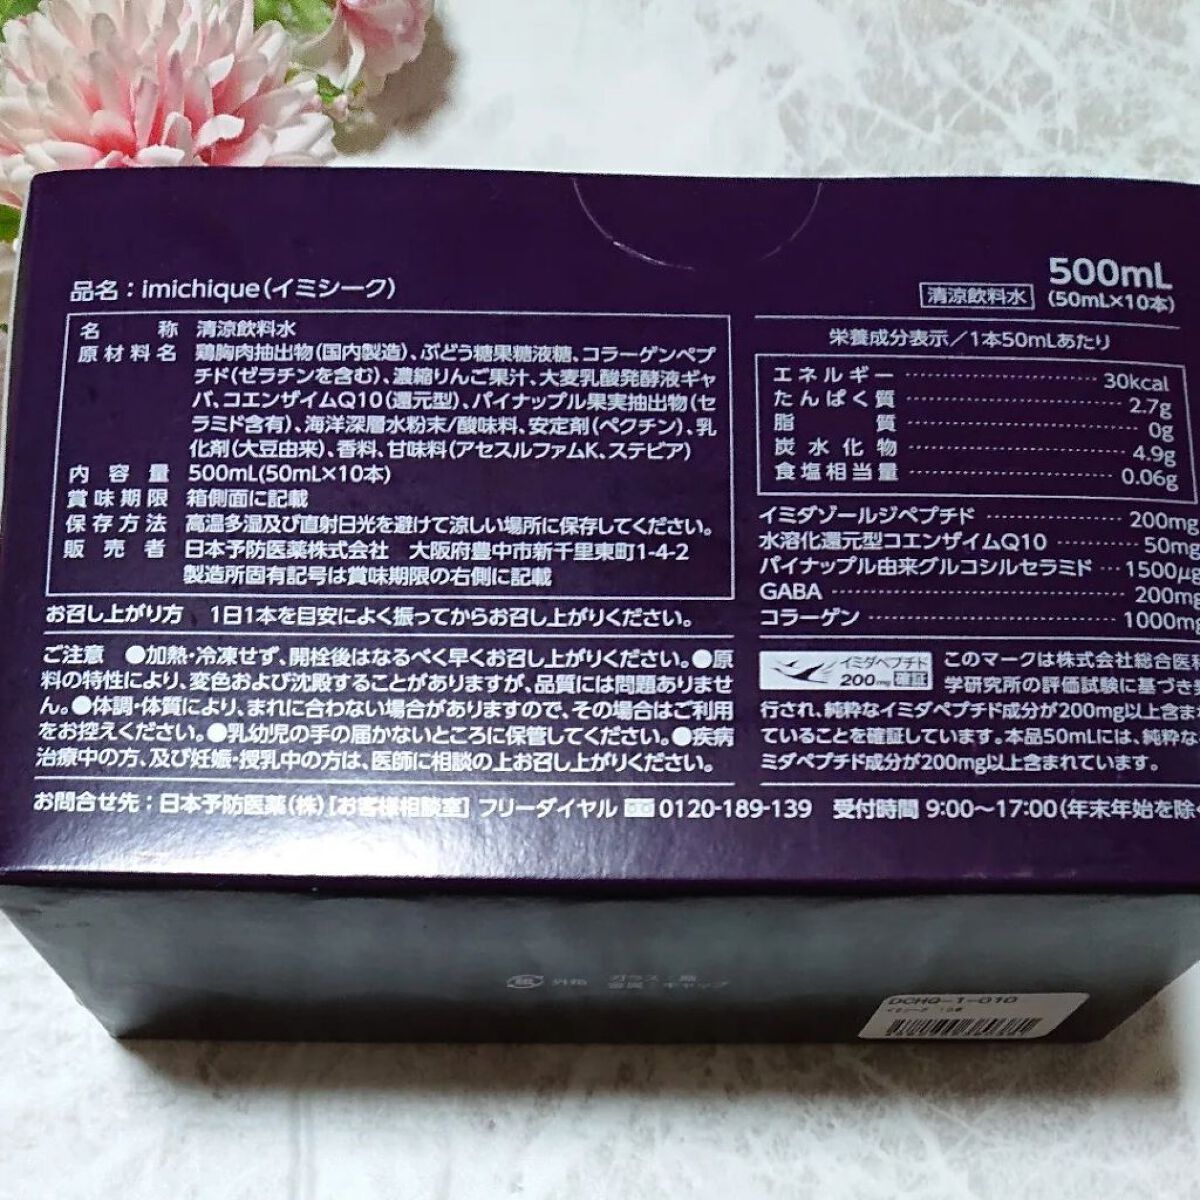 品名：imichique(イミシーク)
名称 清涼飲料水
原材料名 鶏胸肉抽出物(国内製造)、ぶどう糖果糖液糖、コラーゲンペプ
チド(ゼラチンを含む)、濃縮りんご果汁、大麦乳酸発酵液ギャ
バ、コエンザイムQ10(還元型)、パイナップル果実抽出物(セ
ラミド含有)、海洋深層水粉末/酸味料、安定剤(ペクチン)、乳
化剤(大豆由来)、香料、甘味料(アセスルファムK、ステビア)
内容量 500mL(50mL×10本)
賞味期限 箱側面に記載
保存方法 高温多湿及び直射日光を避けて涼しい場所に保存してください。
販売者 日本予防医薬株式会社 大阪府豊中市新千里東町1-4-2
製造所固有記号は賞味期限の右側に記載
お召し上がり方 1日1本を目安によく振ってからお召し上がりください。
ご注意 ●加熱・冷凍せず、開栓後はなるべく早くお召し上がりください。●原
料の特性により、変色および沈殿することがありますが、品質には問題ありませ
ん。●体調・体質により、まれに合わない場合がありますので、その場合はご利用
をお控えください。●乳幼児の手の届かないところに保管してください。●疾病
治療中の方、及び妊娠・授乳中の方は、医師に相談の上お召し上がりください。
500mL
清涼飲料水 (50mL×10本)
栄養成分表示/1本50mLあたり
エネルギー 30kcal
たんぱく質 2.7g
脂質 0g
炭水化物 4.9g
食塩相当量 0.06g
イミダゾールジペプチド 200mg
水溶化還元型コエンザイムQ10 50mg
パイナップル由来グルコシルセラミド 1500μg
GABA 200mg
コラーゲン 1000mg
イミダペプチド
200mg 確証
このマークは株式会社総合医科
学研究所の評価試験に基づき
行され、純粋なイミダペプチド成分が200mg以上含ま
ていることを確証しています。本品50mLには、純粋な
ミダペプチド成分が200mg以上含まれています。
お問合せ先：日本予防医薬(株)[お客様相談室] フリーダイヤル 0120-189-139 受付時間 9:00〜17:00(年末年始を除く
紙 外箱 ガラス：瓶
金属：キャップ
DCHQ-1-010